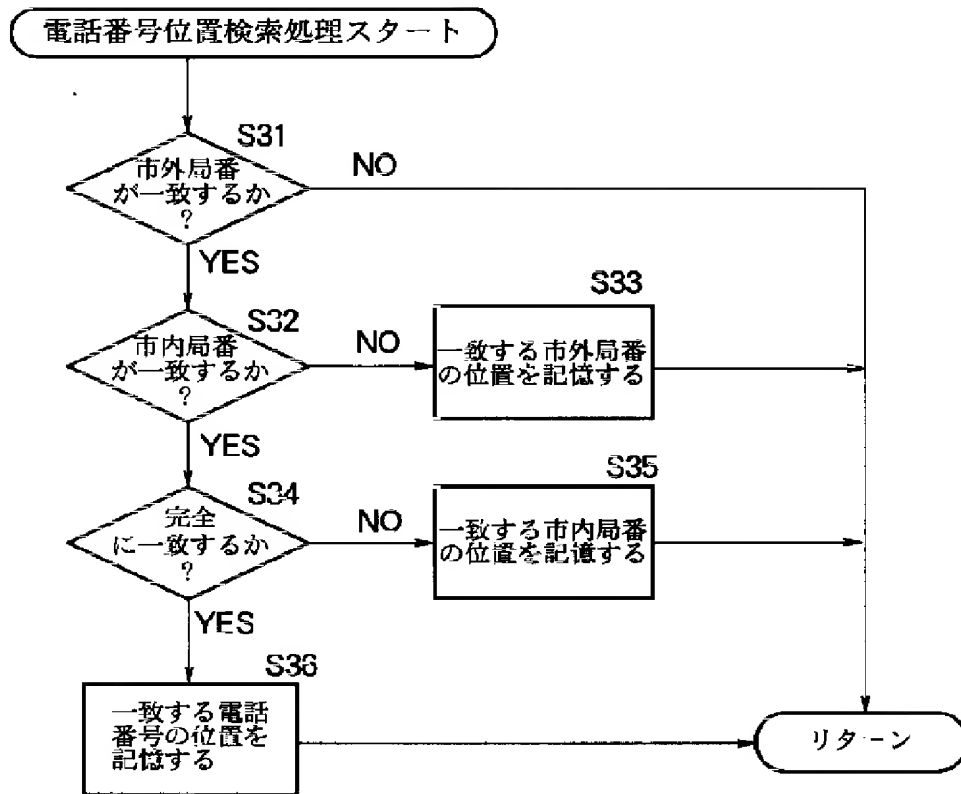 電話番号位置検索処理スタート
S31
市外局番
が一致するか
?
NO
YES
S32
市内局番
が一致するか
?
NO
S33
一致する市外局番
の位置を記憶する
YES
S34
完全
に一致するか
?
NO
S35
一致する市内局番
の位置を記憶する
YES
S36
一致する電話
番号の位置を
記憶する
リターン